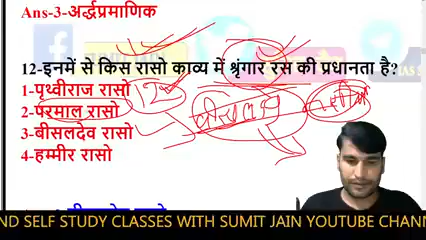 Ans-3-अर्द्धप्रमाणिक
12-इनमें से किस रासो काव्य में श्रृंगार रस की प्रधानता है?
1-पृथ्वीराज रासो
2-परमाल रासो
3-बीसलदेव रासो
4-हम्मीर रासो
ND SELF STUDY CLASSES WITH SUMIT JAIN YOUTUBE CHANN